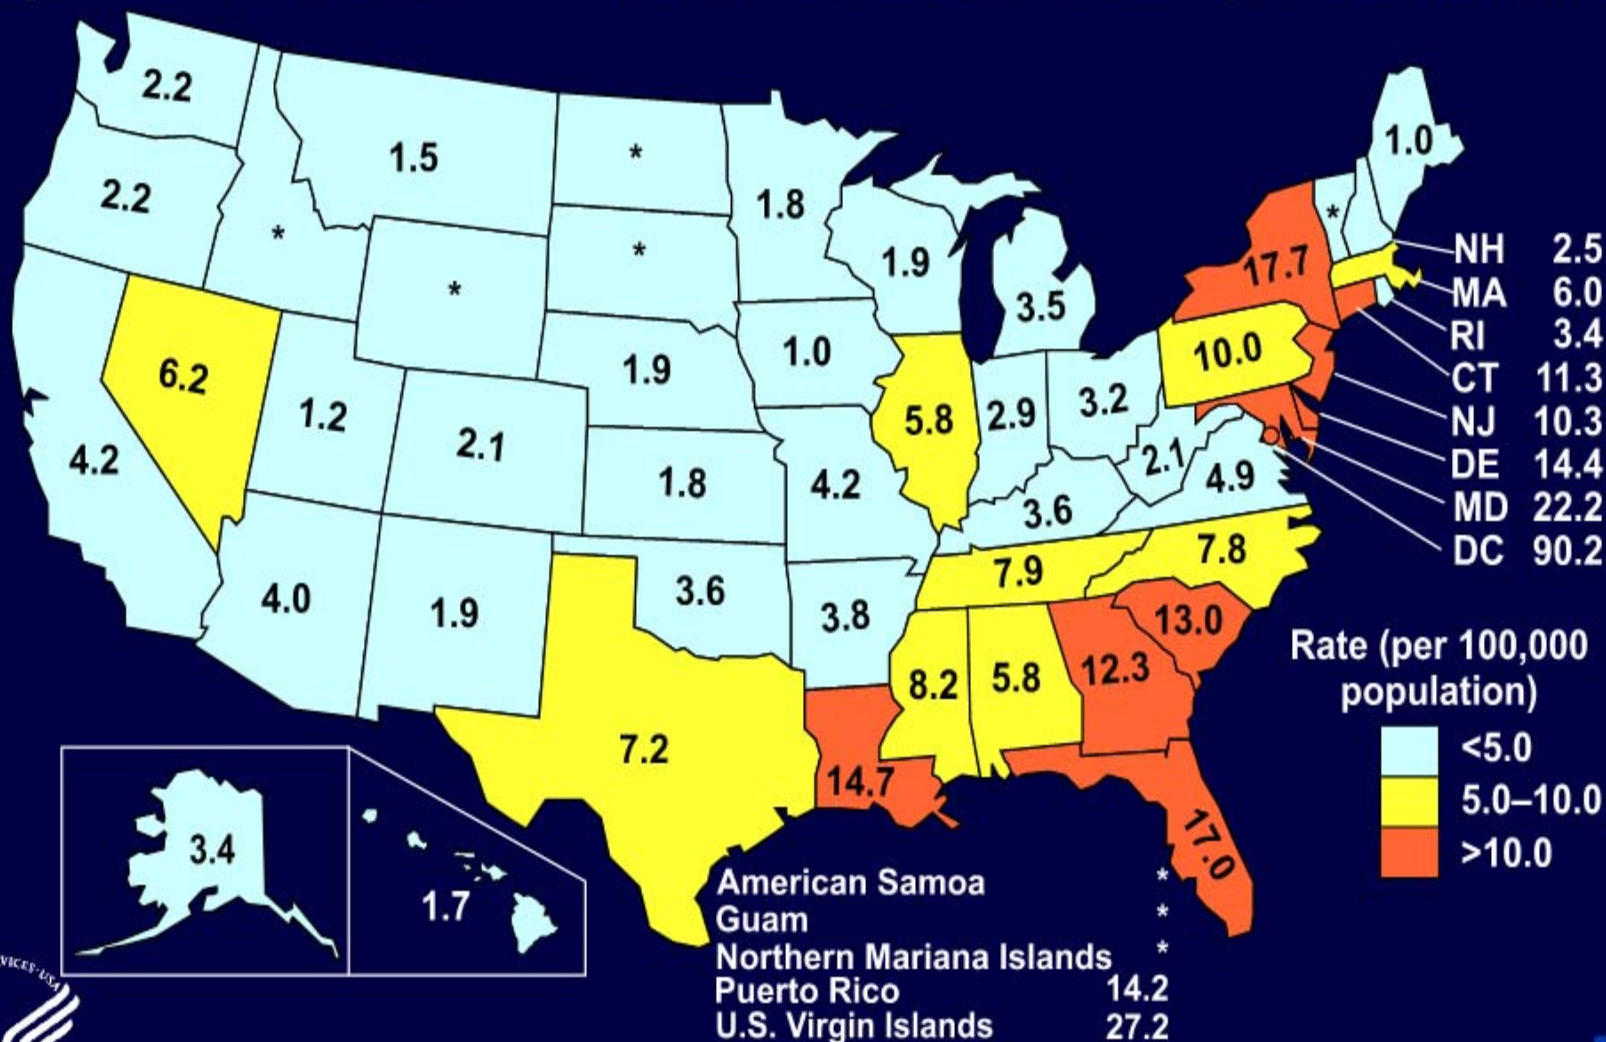 2.2
1.5
*
1.8
1.0
2.2
*
*
*
*
17.7
1.9
3.5
NH 2.5
MA 6.0
RI 3.4
CT 11.3
NJ 10.3
DE 14.4
MD 22.2
DC 90.2
6.2
1.2
*
1.9
1.0
10.0
4.2
2.1
1.8
4.2
5.8
2.9
3.2
2.1
4.9
3.6
4.0
1.9
3.6
3.8
7.9
7.8
8.2
5.8
12.3
13.0
7.2
14.7
17.0
Rate (per 100,000
population)
<5.0
5.0–10.0
>10.0
3.4
1.7
American Samoa *
Guam *
Northern Mariana Islands *
Puerto Rico 14.2
U.S. Virgin Islands 27.2
VICES·USA